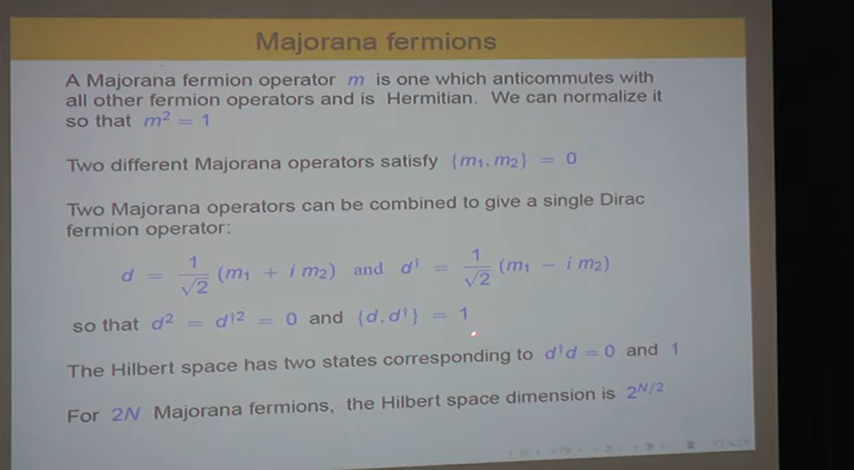 Majorana fermions
A Majorana fermion operator m is one which anticommutes with
all other fermion operators and is Hermitian. We can normalize it
so that m² = 1
Two different Majorana operators satisfy {m₁, m₂} = 0
Two Majorana operators can be combined to give a single Dirac
fermion operator:
d = 1/√2 (m₁ + i m₂) and d† = 1/√2 (m₁ − i m₂)
so that d² = d†² = 0 and {d, d†} = 1
The Hilbert space has two states corresponding to d†d = 0 and 1
For 2N Majorana fermions, the Hilbert space dimension is 2^{N/2}